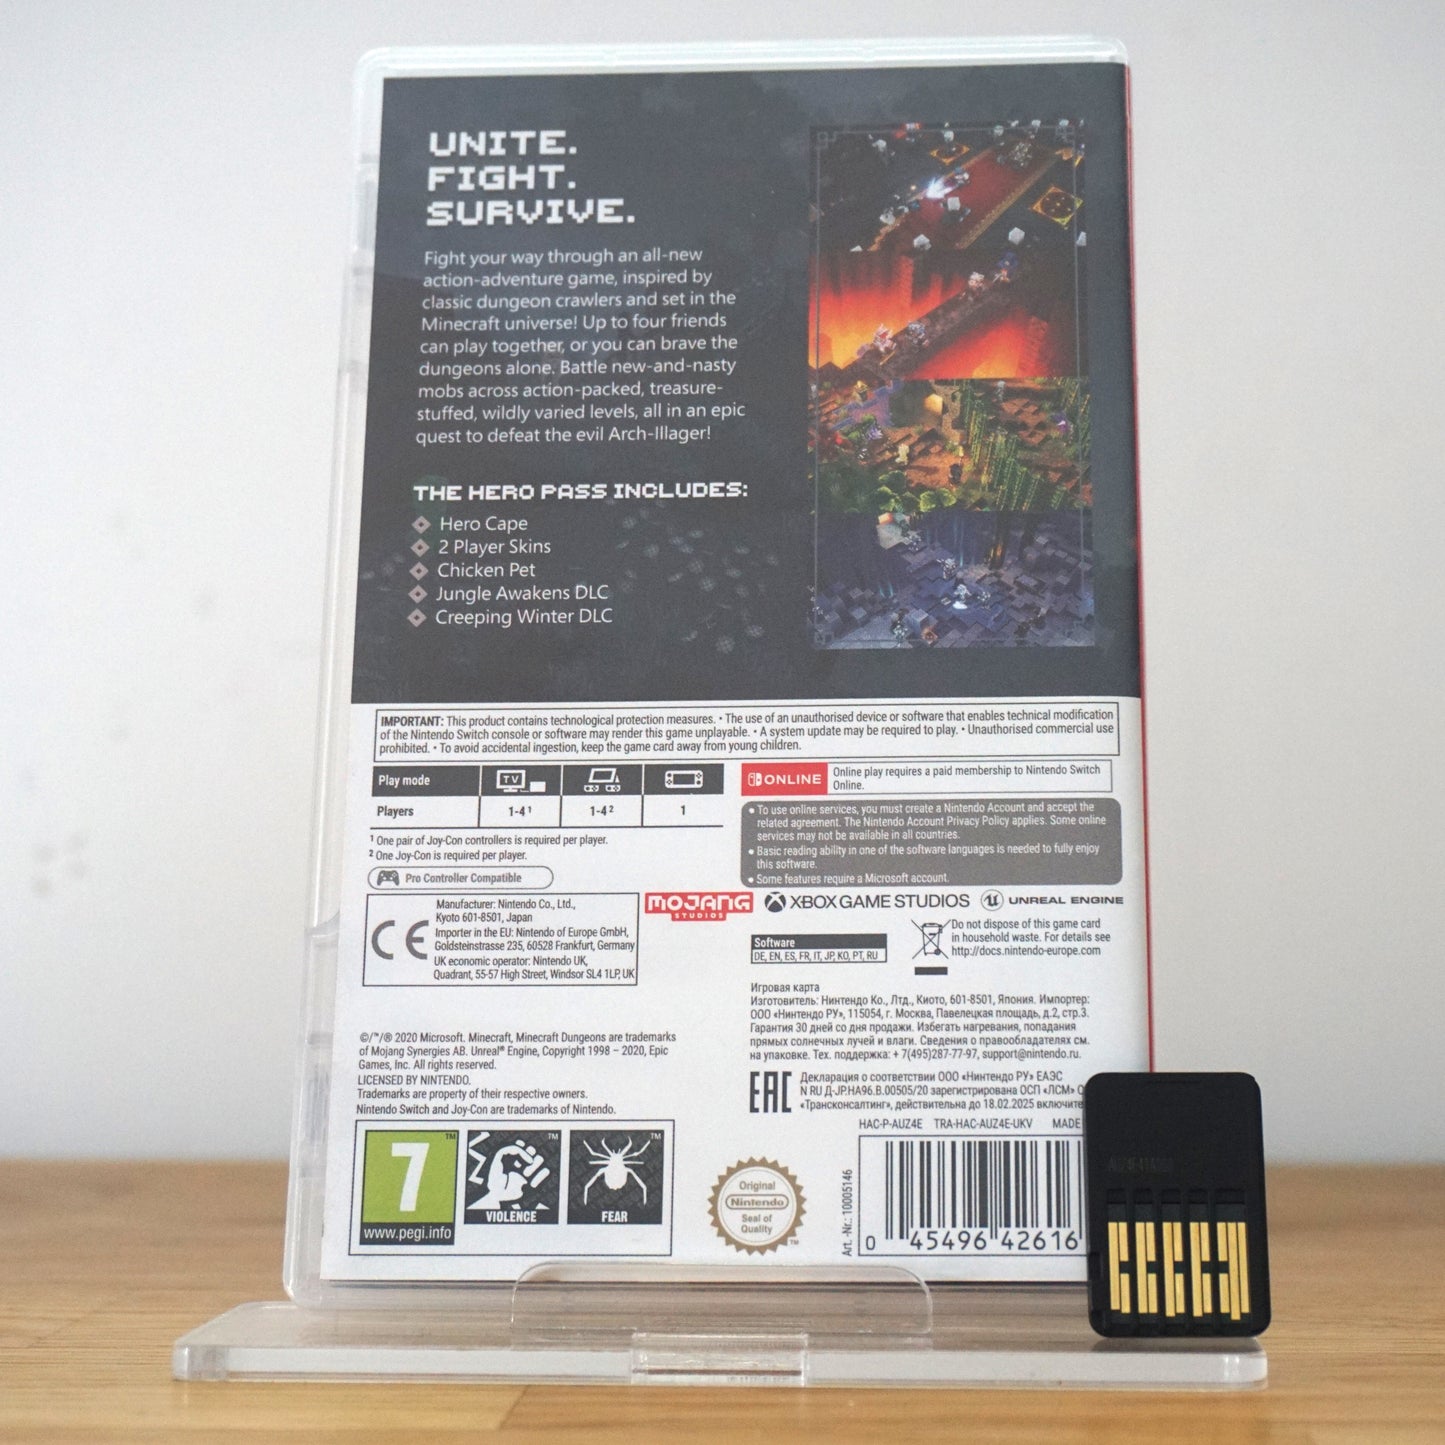 UNITE.
FIGHT.
SURVIVE.
Fight your way through an all-new
action-adventure game, inspired by
classic dungeon crawlers and set in the
Minecraft universe! Up to four friends
can play together, or you can brave the
dungeons alone. Battle new-and-nasty
mobs across action-packed, treasure-
stuffed, wildly varied levels, all in an epic
quest to defeat the evil Arch-Illager!
THE HERO PASS INCLUDES:
Hero Cape
2 Player Skins
Chicken Pet
Jungle Awakens DLC
Creeping Winter DLC
IMPORTANT: This product contains technological protection measures. • The use of an unauthorised device or software that enables technical modification
of the Nintendo Switch console or software may render this game unplayable. • A system update may be required to play. • Unauthorised commercial use
prohibited. • To avoid accidental ingestion, keep the game card away from young children.
Play mode TV
Players 1-4¹ 1-4² 1
¹ One pair of Joy-Con controllers is required per player.
² One Joy-Con is required per player.
Pro Controller Compatible
ONLINE
Online play requires a paid membership to Nintendo Switch
Online.
• To use online services, you must create a Nintendo Account and accept the
related agreement. The Nintendo Account Privacy Policy applies. Some online
services may not be available in all countries.
• Basic reading ability in one of the software languages is needed to fully enjoy
this software.
• Some features require a Microsoft account.
CE
Manufacturer: Nintendo Co., Ltd.,
Kyoto 601-8501, Japan
Importer in the EU: Nintendo of Europe GmbH,
Goldsteinstrasse 235, 60528 Frankfurt, Germany
UK economic operator: Nintendo UK,
Quadrant, 55-57 High Street, Windsor SL4 1LP, UK
MOJANG
STUDIOS
XBOX GAME STUDIOS
UNREAL ENGINE
Software
DE, EN, ES, FR, IT, JP, KO, PT, RU
Do not dispose of this game card
in household waste. For details see
http://docs.nintendo-europe.com
Игровая карта
Изготовитель: Нинтендо Ко., Лтд., Киото, 601-8501, Япония. Импортер:
ООО «Нинтендо РУ», 115054, г. Москва, Павелецкая площадь, д.2, стр.3.
Гарантия 30 дней со дня продажи. Избегать нагревания, попадания
прямых солнечных лучей и влаги. Сведения о правообладателях см.
на упаковке. Тех. поддержка: + 7(495)287-77-97, support@nintendo.ru.
EAC
Декларация о соответствии ООО «Нинтендо РУ» ЕАЭС
N RU Д-JP.HA96.B.00505/20 зарегистрирована ОСП «ЛСМ» О
«Трансконсалтинг», действительна до 18.02.2025 включите
HAC-P-AUZ4E TRA-HAC-AUZ4E-UKV MADE
©/™/® 2020 Microsoft. Minecraft, Minecraft Dungeons are trademarks
of Mojang Synergies AB. Unreal® Engine, Copyright 1998 – 2020, Epic
Games, Inc. All rights reserved.
LICENSED BY NINTENDO.
Trademarks are property of their respective owners.
Nintendo Switch and Joy-Con are trademarks of Nintendo.
7
™
www.pegi.info
VIOLENCE
™
FEAR
™
Original
Nintendo
Seal of
Quality
™
Art.-Nr.: 10005146
0 45496 42616